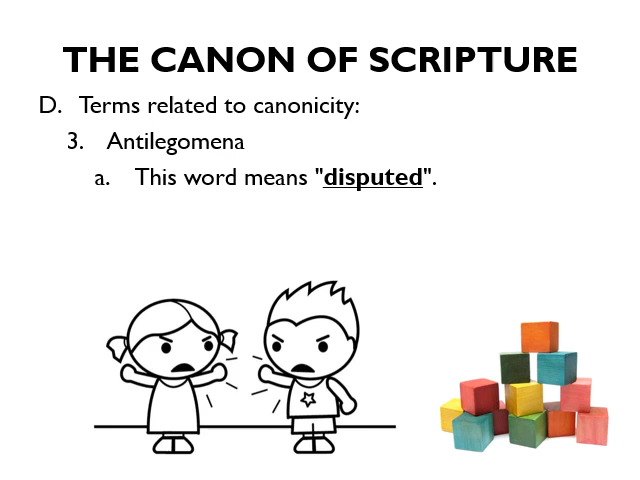 THE CANON OF SCRIPTURE
D. Terms related to canonicity:
3. Antilegomena
a. This word means "disputed".